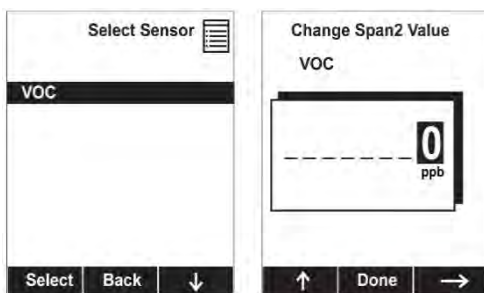 Select Sensor
VOC
Select Back ↓
Change Span2 Value
VOC
_ _ _ _ _ _ _ 0
ppb
↑ Done →